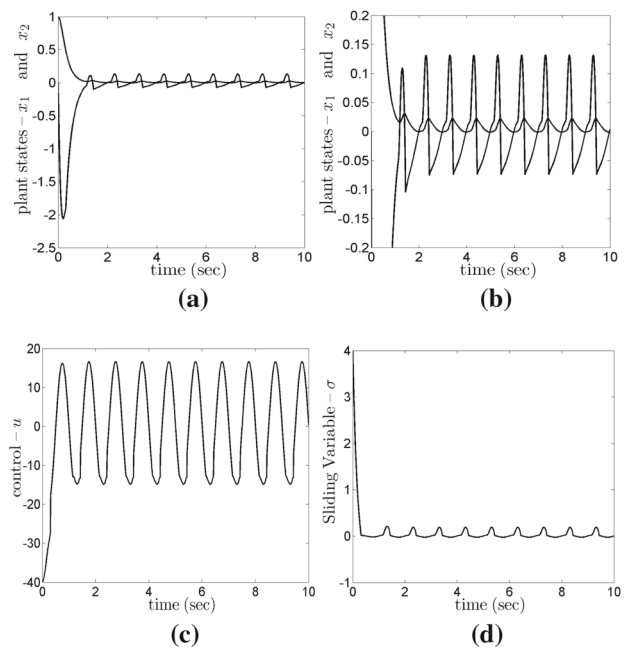 1
0.5
0
-0.5
-1
-1.5
-2
-2.5
0 2 4 6 8 10
plant states – x₁ and x₂
time (sec)
(a)
0.2
0.15
0.1
0.05
0
-0.05
-0.1
-0.15
-0.2
0 2 4 6 8 10
plant states – x₁ and x₂
time (sec)
(b)
20
10
0
-10
-20
-30
-40
0 2 4 6 8 10
control – u
time (sec)
(c)
4
3
2
1
0
-1
0 2 4 6 8 10
Sliding Variable – σ
time (sec)
(d)